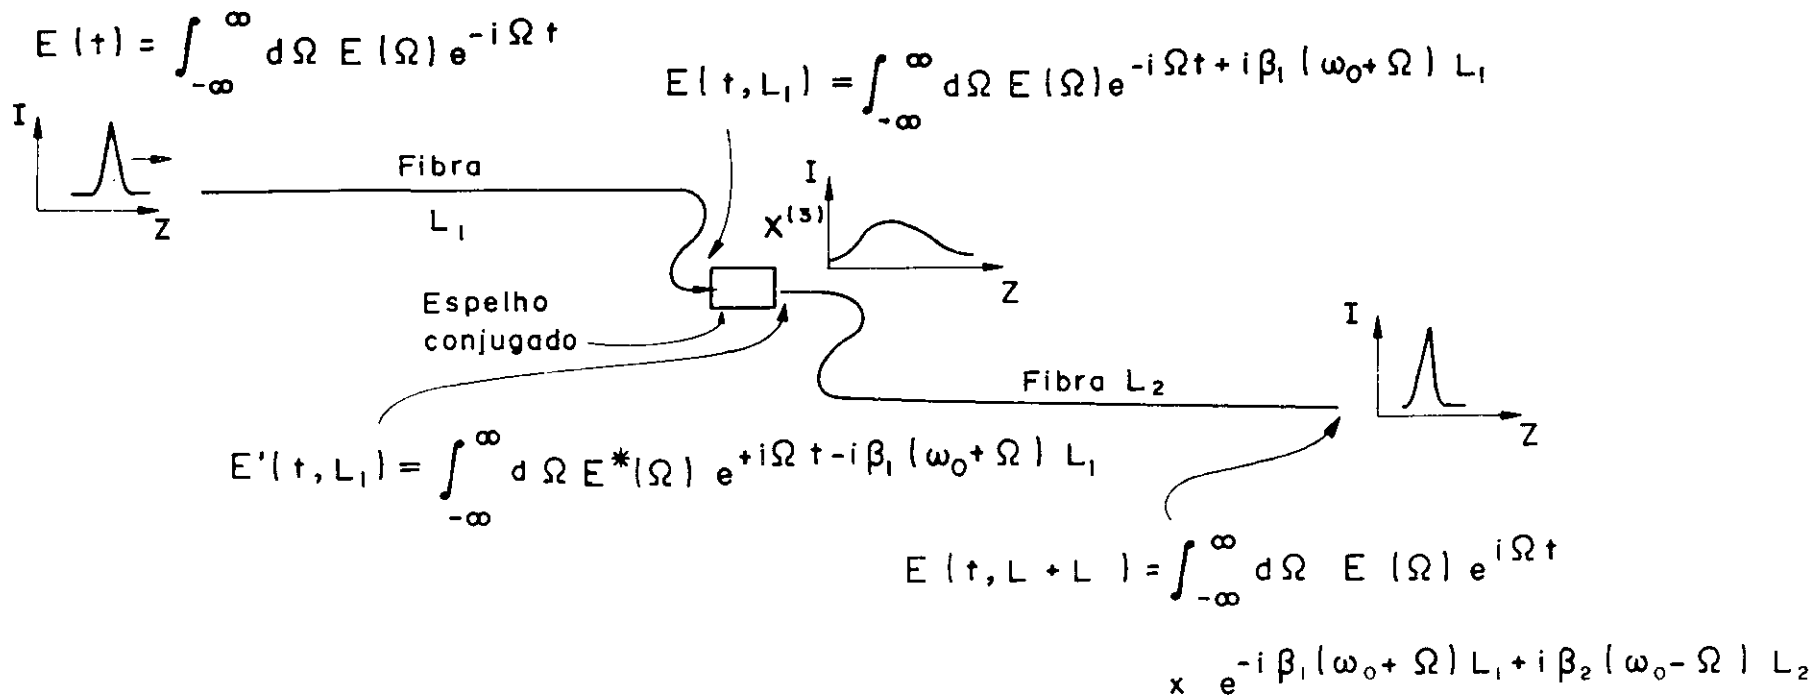 E (t) = ∫_{-∞}^{∞} dΩ E (Ω) e^{-iΩt}
E( t, L₁ ) = ∫_{-∞}^{∞} dΩ E (Ω) e^{-iΩt + iβ₁ (ω₀ + Ω) L₁}
I
Z
Fibra
L₁
I
X⁽³⁾
Z
Espelho
conjugado
I
Z
Fibra L₂
E'(t, L₁) = ∫_{-∞}^{∞} dΩ E*(Ω) e^{+iΩt - iβ₁ (ω₀ + Ω) L₁}
E (t, L + L ) = ∫_{-∞}^{∞} dΩ E (Ω) e^{iΩt}
x e^{-iβ₁ (ω₀ + Ω) L₁ + iβ₂ (ω₀ - Ω) L₂}